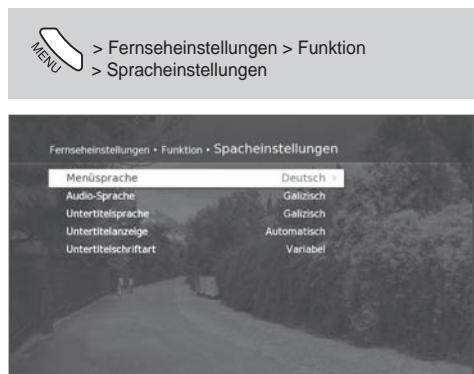 MENU
> Fernseheinstellungen > Funktion
> Spracheinstellungen
Fernseheinstellungen • Funktion • Spacheinstellungen
Menüsprache Deutsch >
Audio-Sprache Galizisch
Untertitelsprache Galizisch
Untertitelanzeige Automatisch
Untertitelschriftart Variabel